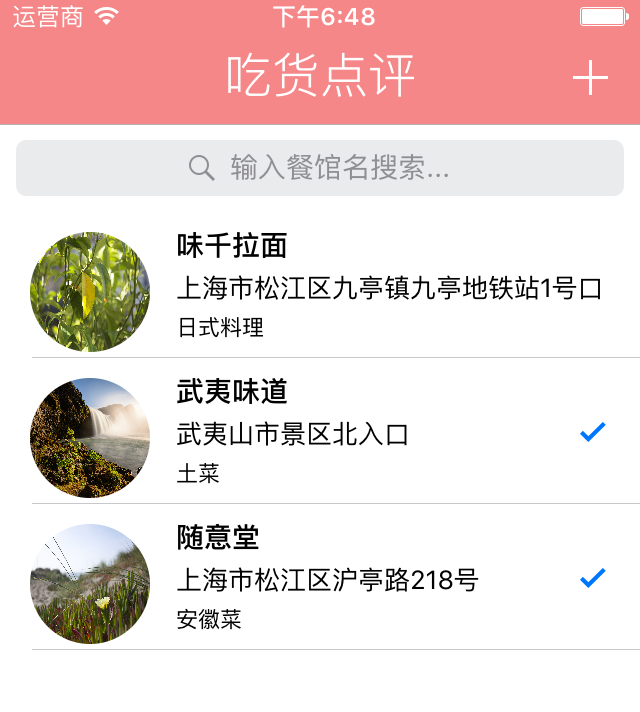 运营商 下午6:48
吃货点评
输入餐馆名搜索...
味千拉面
上海市松江区九亭镇九亭地铁站1号口
日式料理
武夷味道
武夷山市景区北入口
土菜
随意堂
上海市松江区沪亭路218号
安徽菜